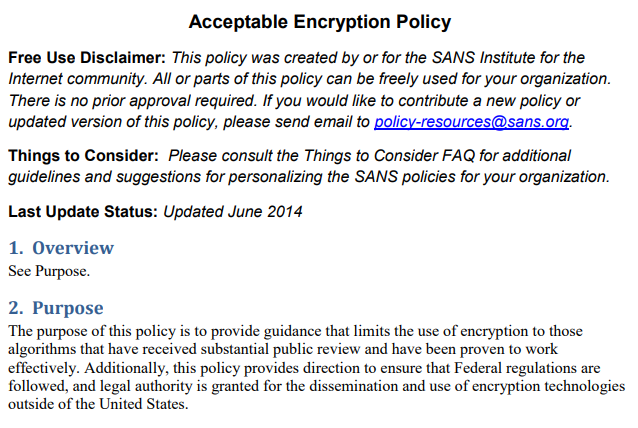 Acceptable Encryption Policy
Free Use Disclaimer: This policy was created by or for the SANS Institute for the
Internet community. All or parts of this policy can be freely used for your organization.
There is no prior approval required. If you would like to contribute a new policy or
updated version of this policy, please send email to policy-resources@sans.org.
Things to Consider: Please consult the Things to Consider FAQ for additional
guidelines and suggestions for personalizing the SANS policies for your organization.
Last Update Status: Updated June 2014
1. Overview
See Purpose.
2. Purpose
The purpose of this policy is to provide guidance that limits the use of encryption to those
algorithms that have received substantial public review and have been proven to work
effectively. Additionally, this policy provides direction to ensure that Federal regulations are
followed, and legal authority is granted for the dissemination and use of encryption technologies
outside of the United States.